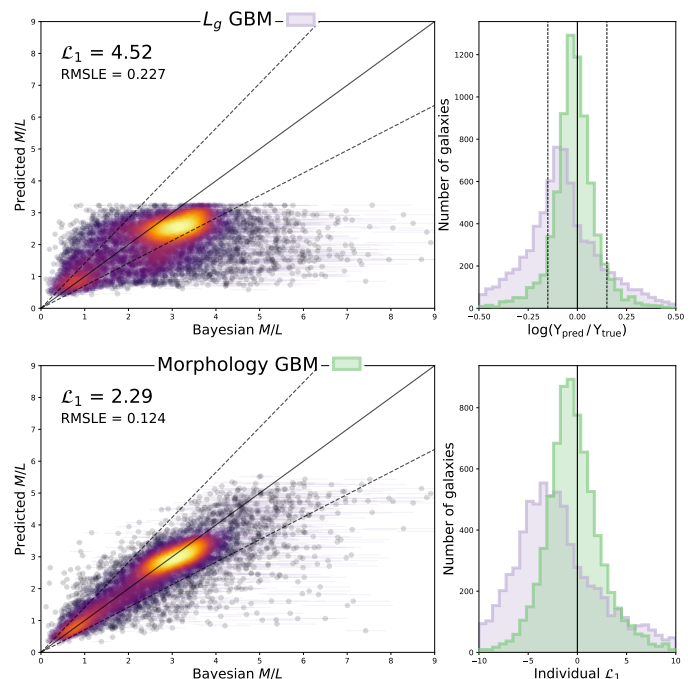 L_g GBM
ℒ₁ = 4.52
RMSLE = 0.227
Predicted M/L
9
8
7
6
5
4
3
2
1
0
0 1 2 3 4 5 6 7 8 9
Bayesian M/L
Number of galaxies
1200
1000
800
600
400
200
0
−0.50 −0.25 0.00 0.25 0.50
log(Υpred / Υtrue)
Morphology GBM
ℒ₁ = 2.29
RMSLE = 0.124
Predicted M/L
9
8
7
6
5
4
3
2
1
0
0 1 2 3 4 5 6 7 8 9
Bayesian M/L
Number of galaxies
800
600
400
200
0
−10 −5 0 5 10
Individual ℒ₁